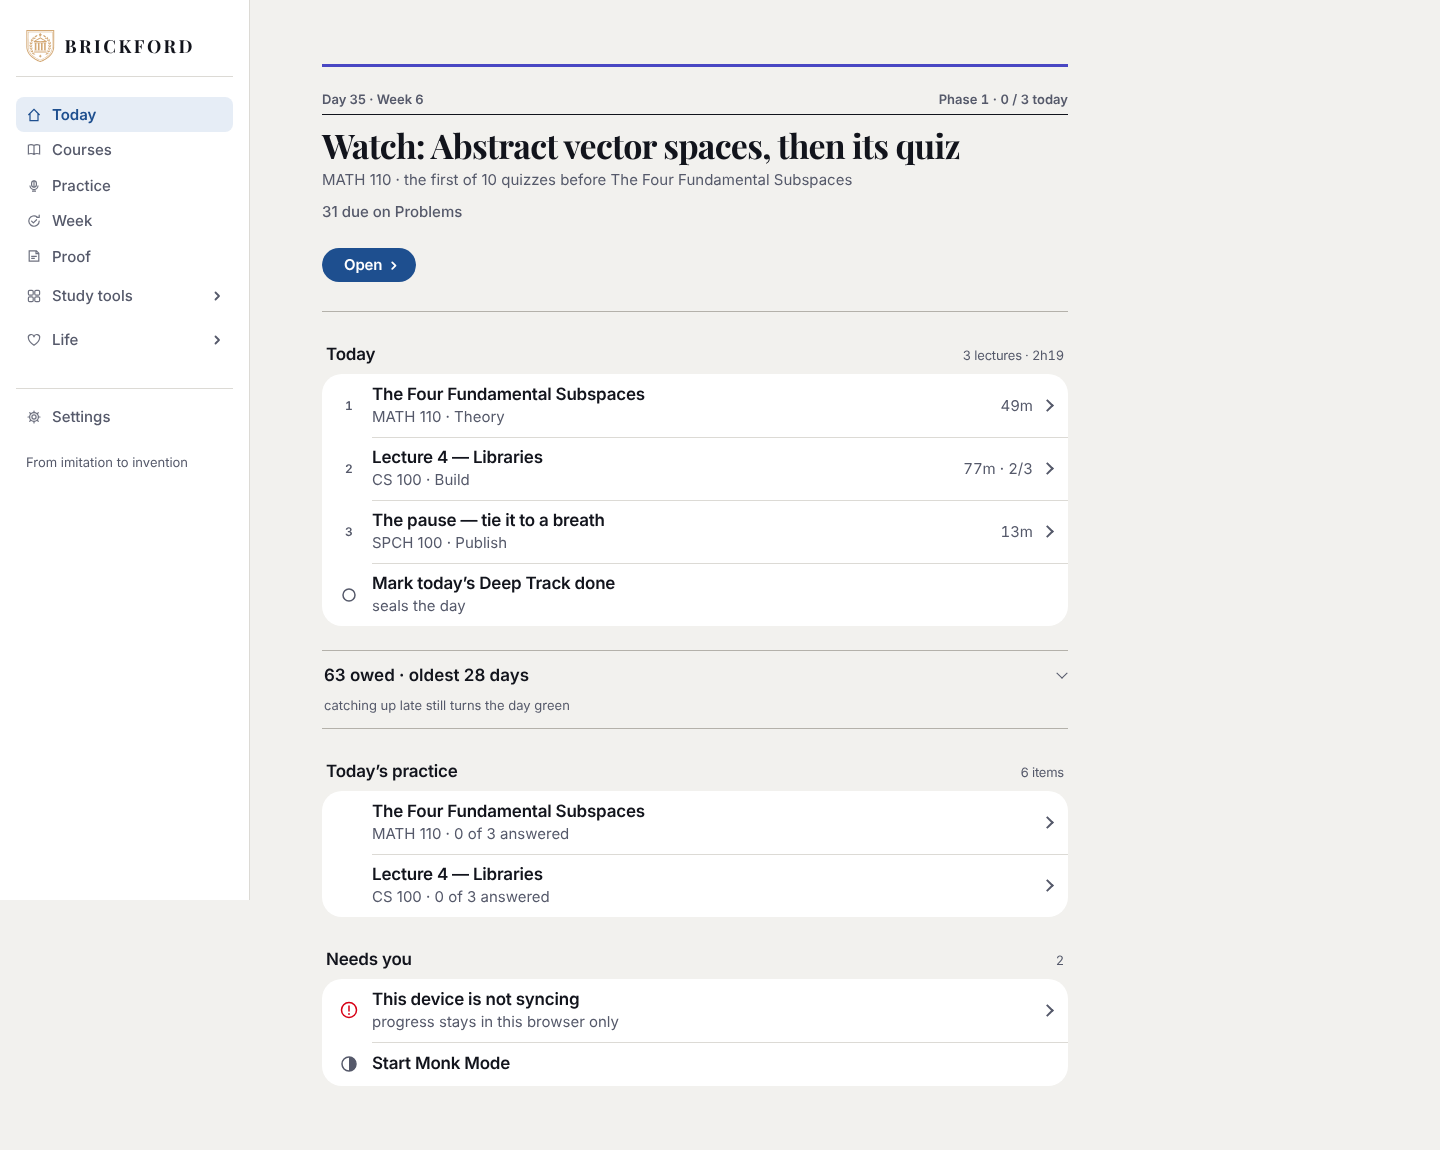 BRICKFORD
Today
Courses
Practice
Week
Proof
Study tools
Life
Settings
From imitation to invention
Day 35 · Week 6
Phase 1 · 0 / 3 today
Watch: Abstract vector spaces, then its quiz
MATH 110 · the first of 10 quizzes before The Four Fundamental Subspaces
31 due on Problems
Open
Today
3 lectures · 2h19
1
The Four Fundamental Subspaces
MATH 110 · Theory
49m
2
Lecture 4 — Libraries
CS 100 · Build
77m · 2/3
3
The pause — tie it to a breath
SPCH 100 · Publish
13m
Mark today’s Deep Track done
seals the day
63 owed · oldest 28 days
catching up late still turns the day green
Today’s practice
6 items
The Four Fundamental Subspaces
MATH 110 · 0 of 3 answered
Lecture 4 — Libraries
CS 100 · 0 of 3 answered
Needs you
2
This device is not syncing
progress stays in this browser only
Start Monk Mode